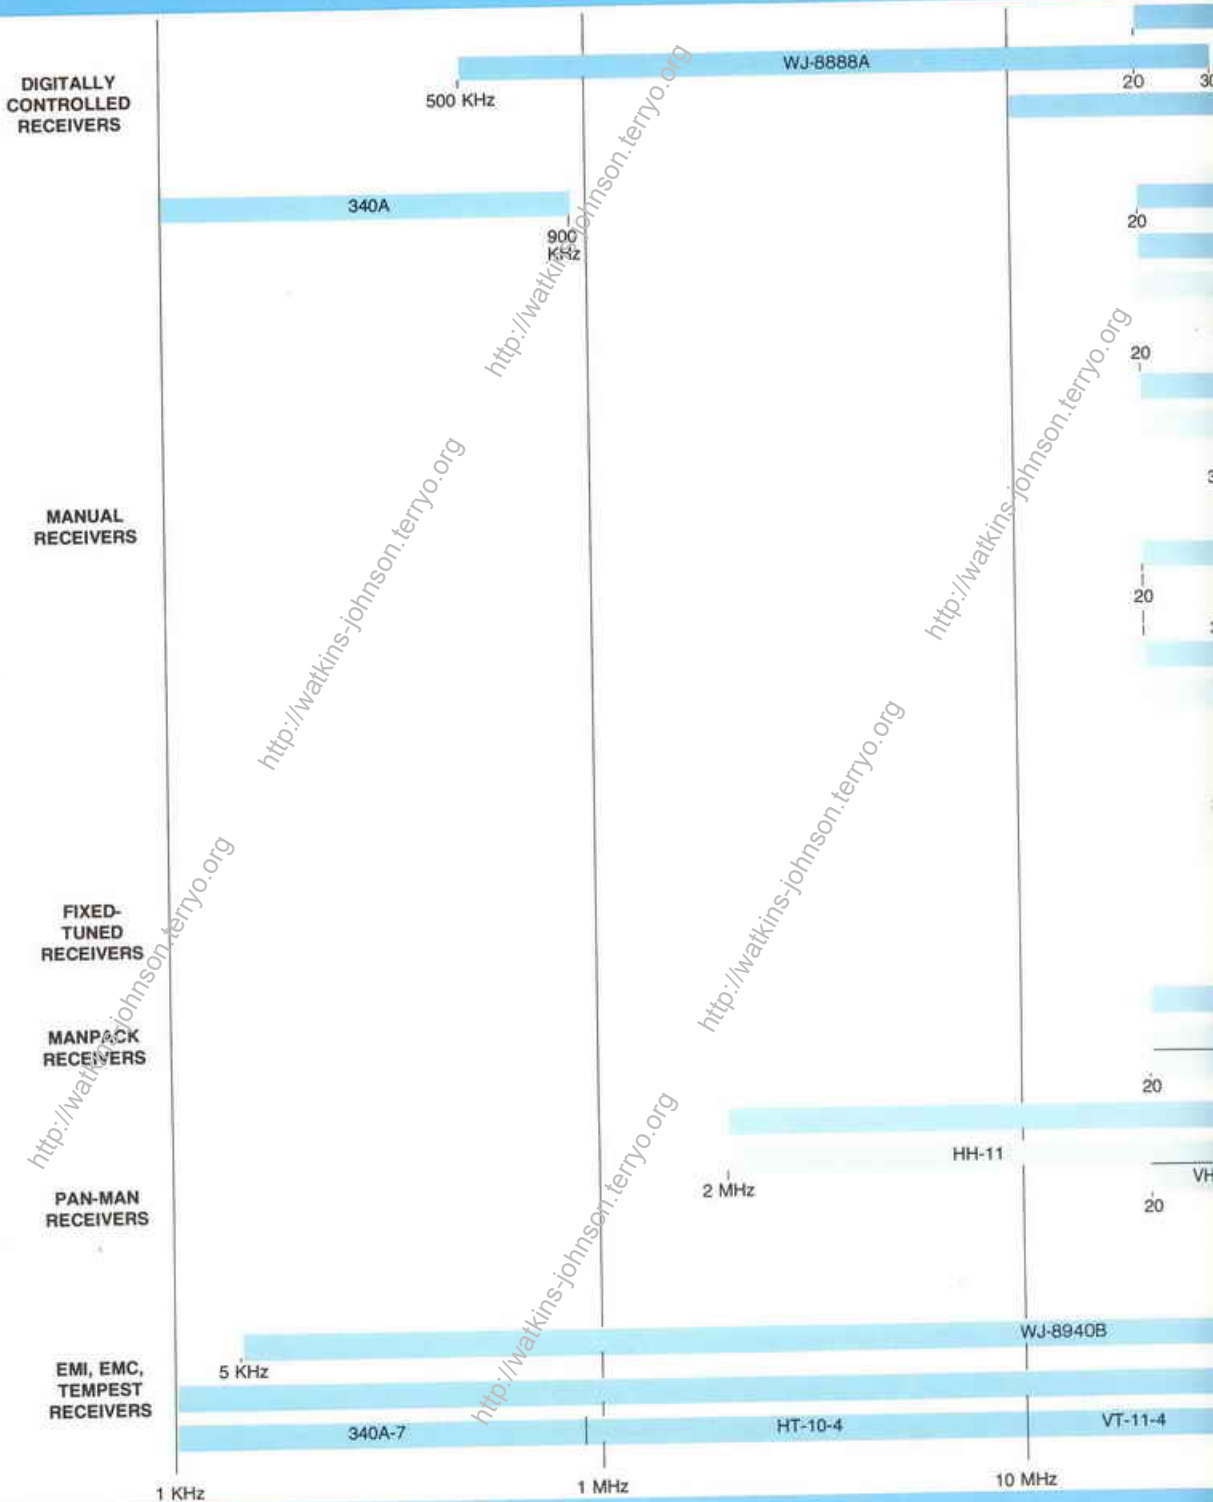 WJ-8888A
DIGITALLY
CONTROLLED
RECEIVERS
500 KHz
20
30
340A
900
KHz
20
20
MANUAL
RECEIVERS
20
FIXED-
TUNED
RECEIVERS
MANPACK
RECEIVERS
20
HH-11
2 MHz
VH
20
PAN-MAN
RECEIVERS
WJ-8940B
5 KHz
EMI, EMC,
TEMPEST
RECEIVERS
340A-7
HT-10-4
VT-11-4
1 KHz
1 MHz
10 MHz
http://watkins-johnson.terryo.org
http://watkins-johnson.terryo.org
http://watkins-johnson.terryo.org
http://watkins-johnson.terryo.org
http://watkins-johnson.terryo.org
http://watkins-johnson.terryo.org